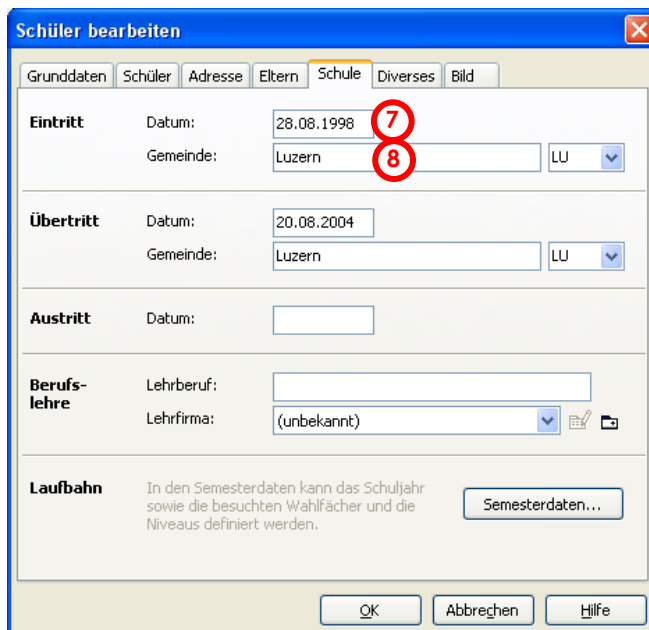 Schüler bearbeiten
Grunddaten Schüler Adresse Eltern Schule Diverses Bild
Eintritt Datum: 28.08.1998 7
Gemeinde: Luzern 8 LU
Übertritt Datum: 20.08.2004
Gemeinde: Luzern LU
Austritt Datum:
Berufs- Lehrberuf:
lehre
Lehrfirma: (unbekannt)
Laufbahn In den Semesterdaten kann das Schuljahr
sowie die besuchten Wahlfächer und die Semesterdaten...
Niveaus definiert werden.
OK Abbrechen Hilfe